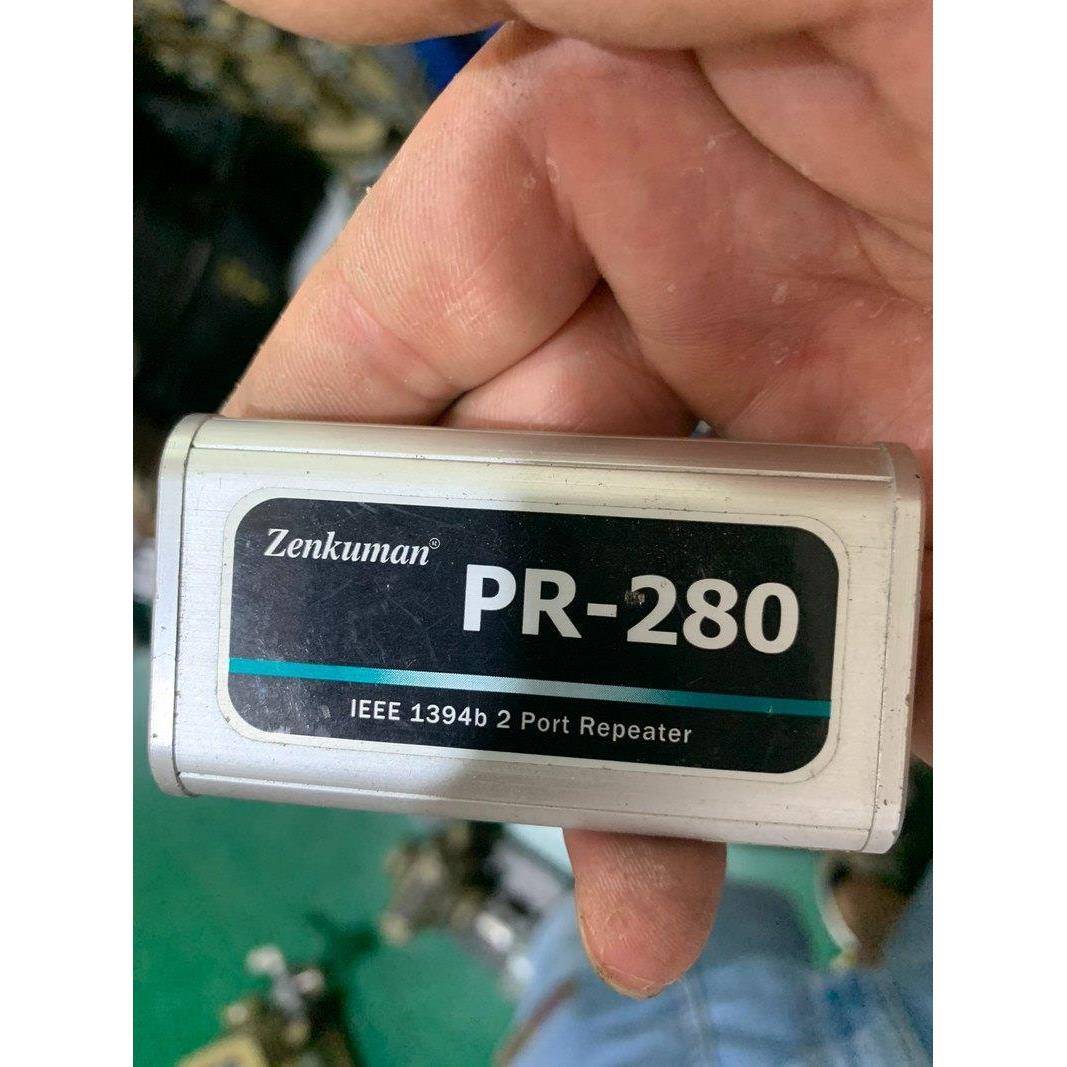 Zenkuman®
PR-280
IEEE 1394b 2 Port Repeater